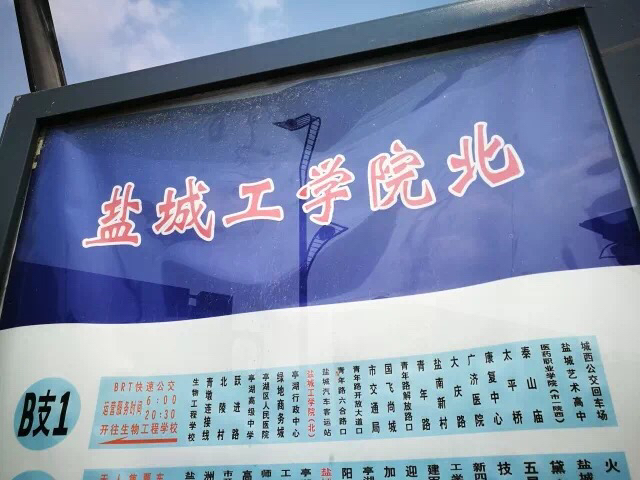 盐城工学院北
B支1
BRT快速公交
运营服务时间 6:00
20:30
开往生物工程学校
生物工程学校
青墩连接线
北陵村
跃进路
亭湖高级中学
亭湖区人民医院
绿地商务城
亭湖行政中心
盐城工学院(北)
盐城汽车客运站
青年路六合路口
青年路开放大道口
市交通局
国飞尚城
青年路解放路口
青年路
盐南新村
大庆路
广济医院
康复中心
太平桥
泰山庙
医药职业学院(市一院西)
盐城艺术高中
城西公交回车场